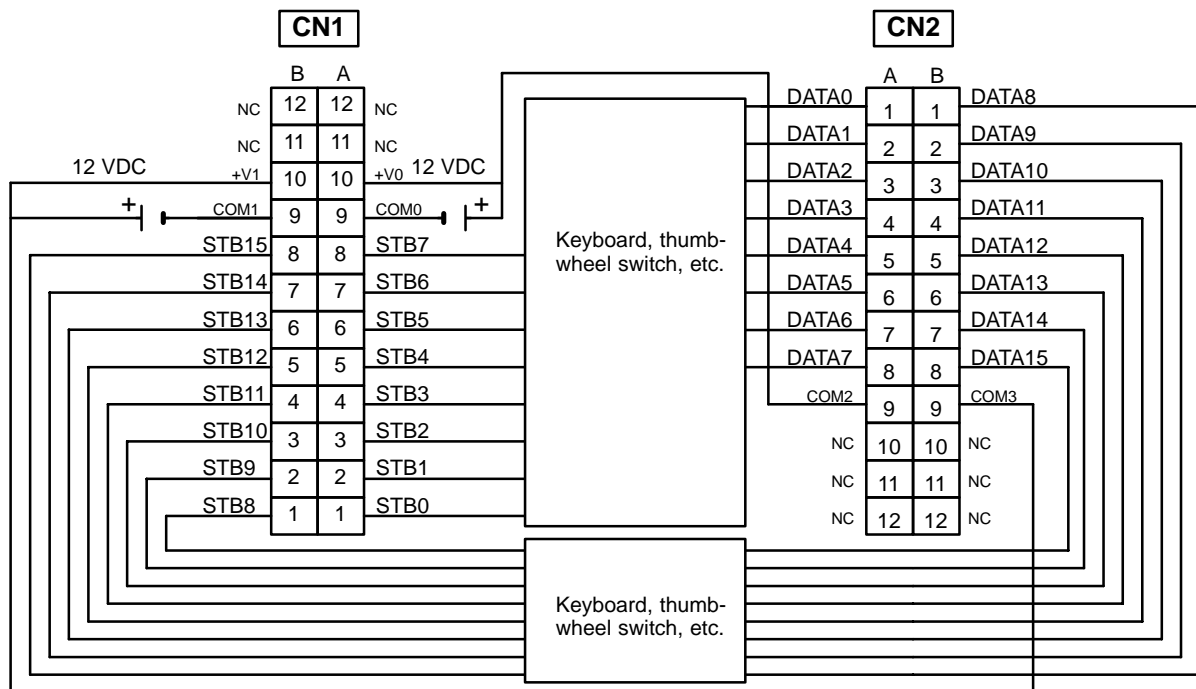 CN1
CN2
B A
A B
NC 12 12 NC
NC 11 11 NC
12 VDC +V1 10 10 +V0 12 VDC
+ COM1 9 9 COM0 +
STB15 8 8 STB7
STB14 7 7 STB6
STB13 6 6 STB5
STB12 5 5 STB4
STB11 4 4 STB3
STB10 3 3 STB2
STB9 2 2 STB1
STB8 1 1 STB0
Keyboard, thumb-
wheel switch, etc.
DATA0 1 1 DATA8
DATA1 2 2 DATA9
DATA2 3 3 DATA10
DATA3 4 4 DATA11
DATA4 5 5 DATA12
DATA5 6 6 DATA13
DATA6 7 7 DATA14
DATA7 8 8 DATA15
COM2 9 9 COM3
NC 10 10 NC
NC 11 11 NC
NC 12 12 NC
Keyboard, thumb-
wheel switch, etc.